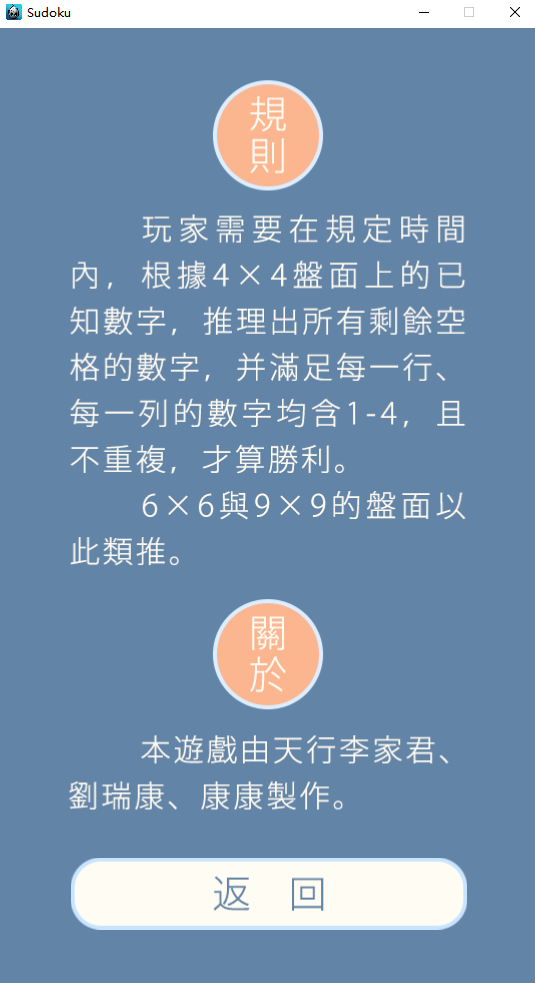 Sudoku
規
則
玩家需要在規定時間
內，根據4×4盤面上的已
知數字，推理出所有剩餘空
格的數字，并滿足每一行、
每一列的數字均含1-4，且
不重複，才算勝利。
6×6與9×9的盤面以
此類推。
關
於
本遊戲由天行李家君、
劉瑞康、康康製作。
返 回